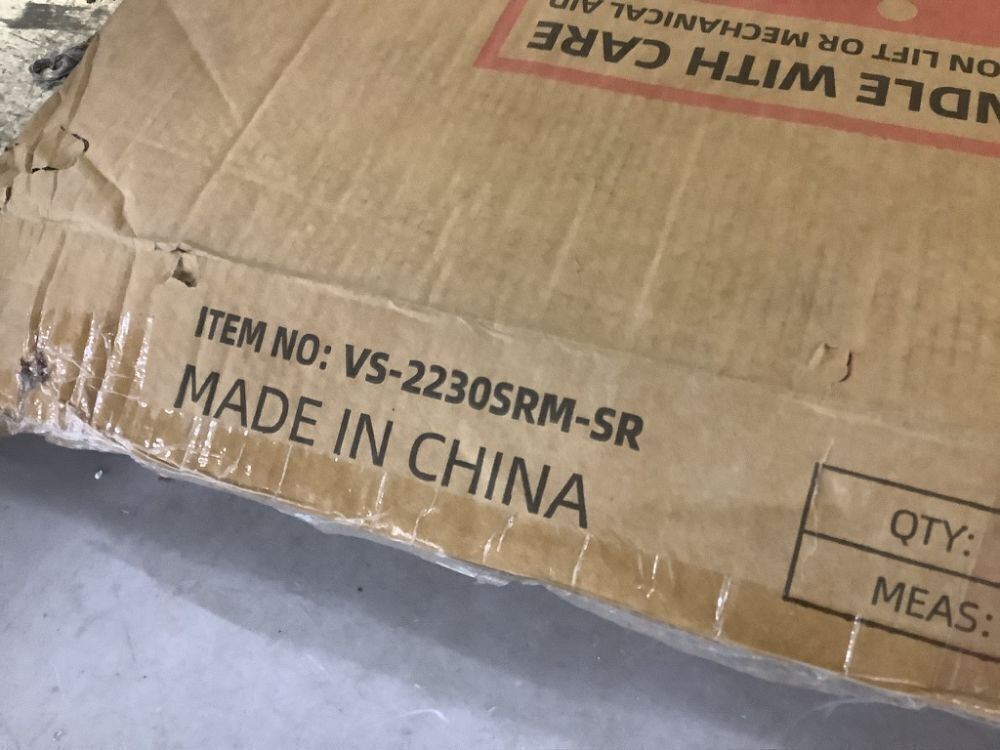 NDLE WITH CARE
ON LIFT OR MECHANICAL AID
ITEM NO: VS-2230SRM-SR
MADE IN CHINA
QTY:
MEAS: